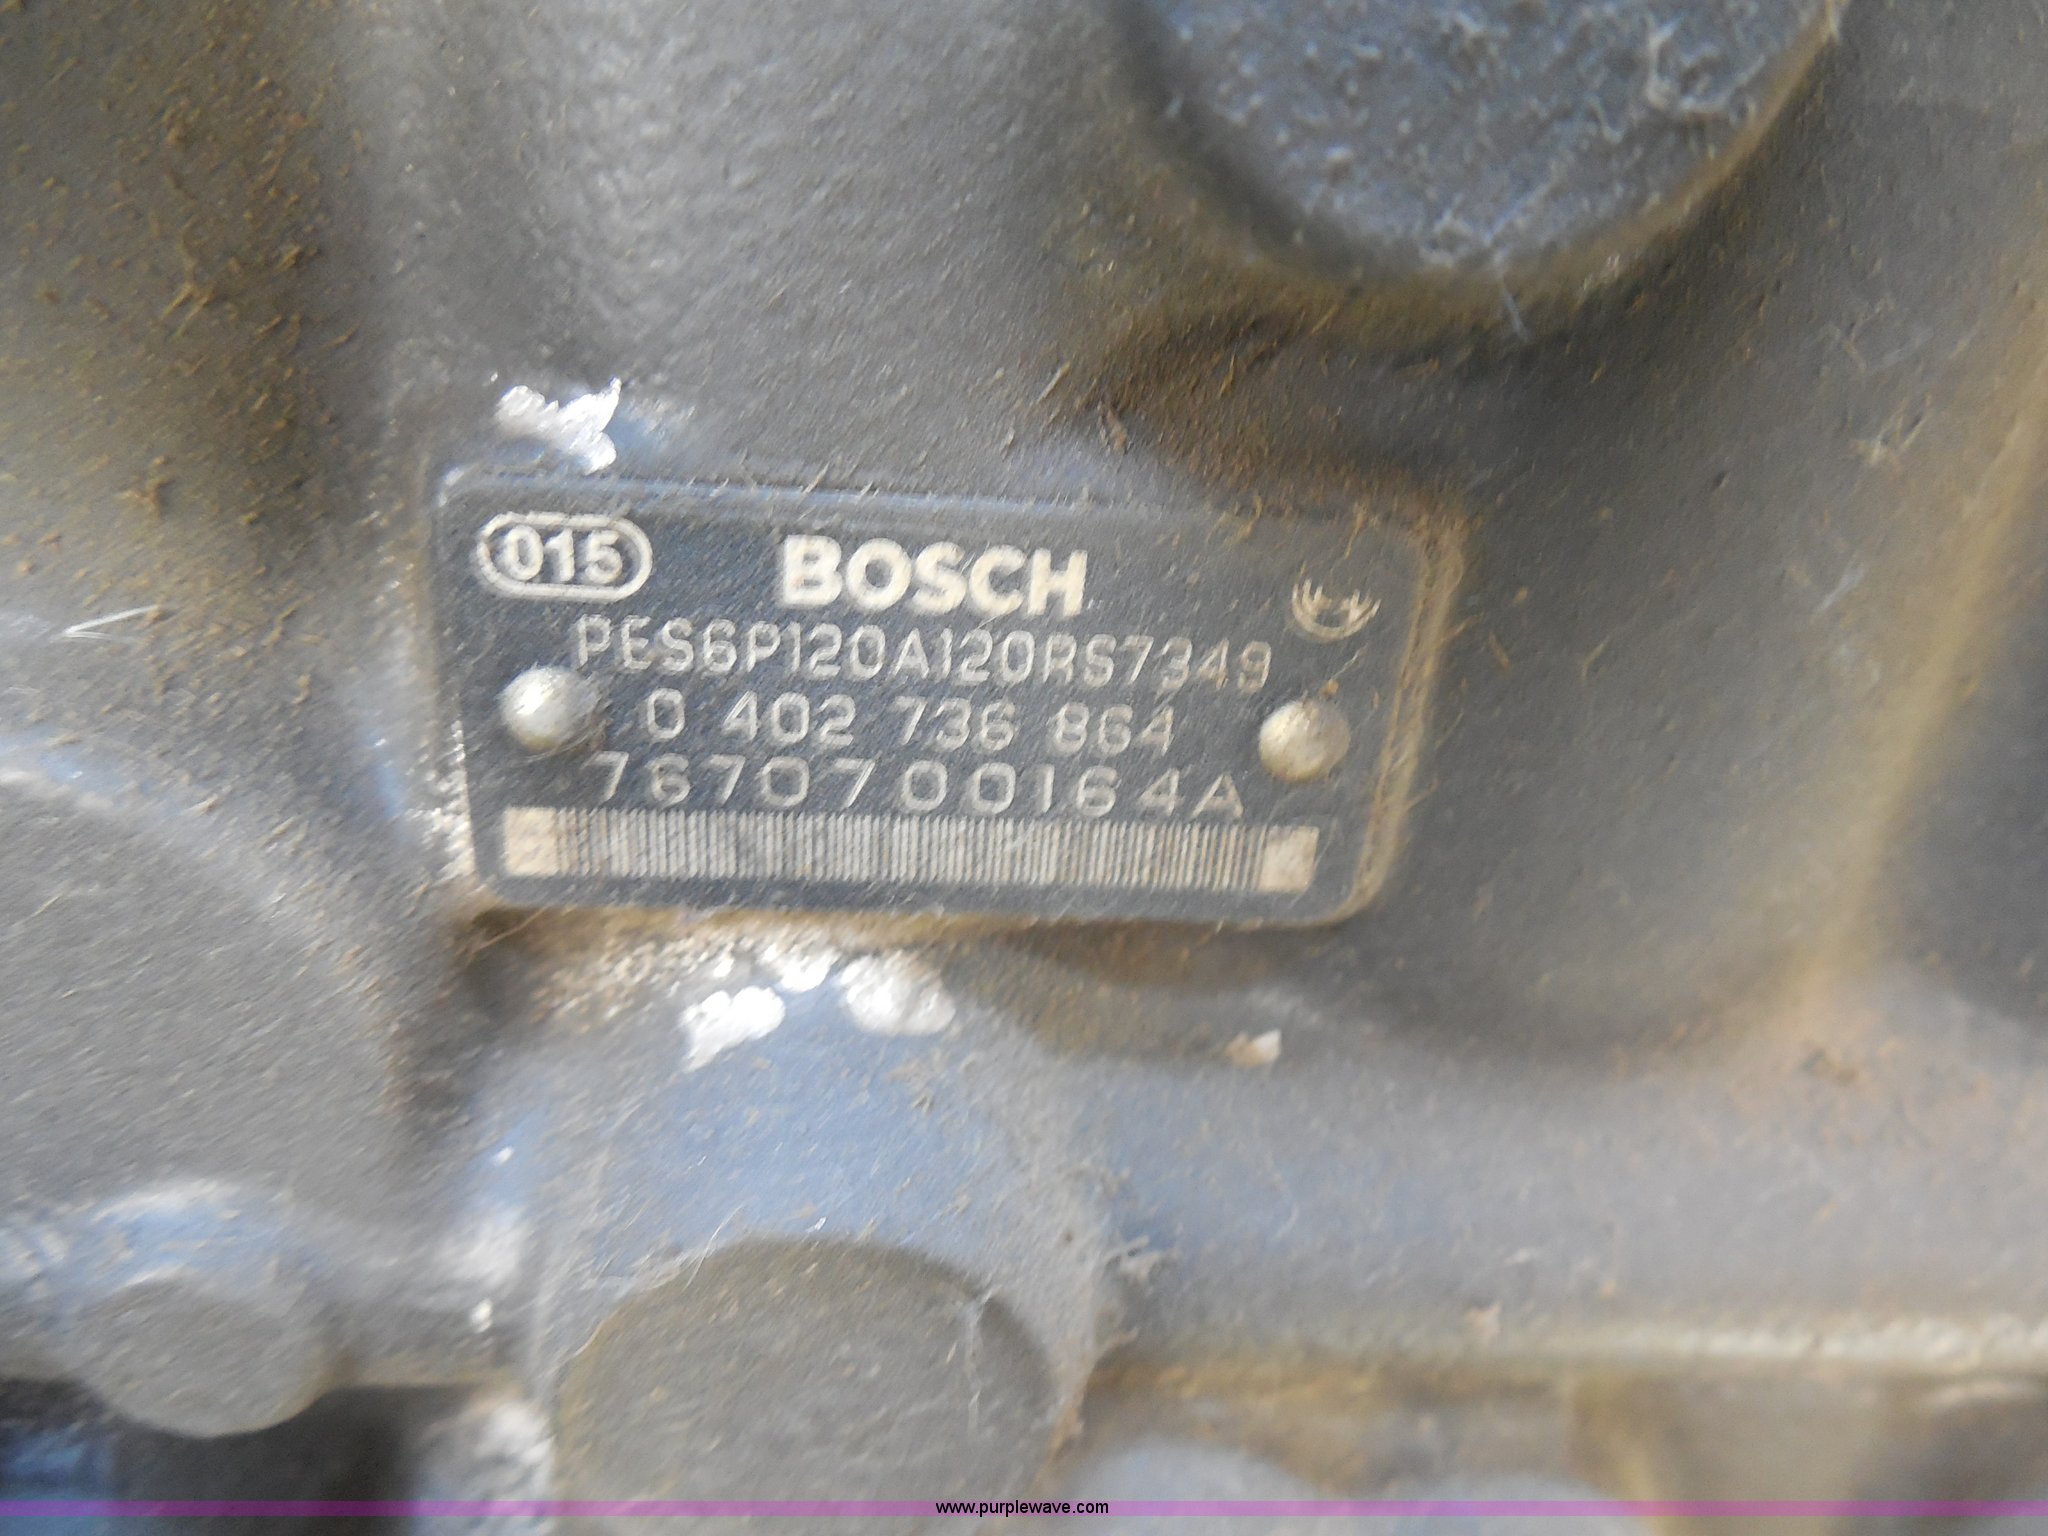 015
BOSCH
PES6P120A120RS7349
0 402 736 864
7670700164A
www.purplewave.com